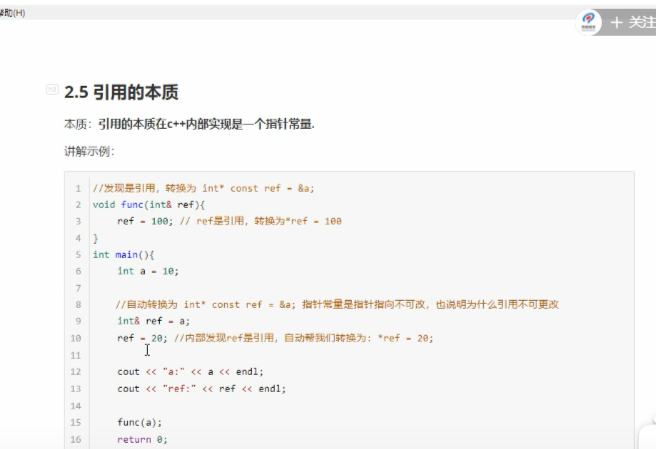 帮助(H)
+ 关注
2.5 引用的本质
本质：引用的本质在c++内部实现是一个指针常量.
讲解示例：
1 //发现是引用，转换为 int* const ref = &a;
2 void func(int& ref){
3 ref = 100; // ref是引用，转换为*ref = 100
4 }
5 int main(){
6 int a = 10;
7
8 //自动转换为 int* const ref = &a; 指针常量是指针指向不可改，也说明为什么引用不可更改
9 int& ref = a;
10 ref = 20; //内部发现ref是引用，自动帮我们转换为: *ref = 20;
11
12 cout << "a:" << a << endl;
13 cout << "ref:" << ref << endl;
14
15 func(a);
16 return 0;